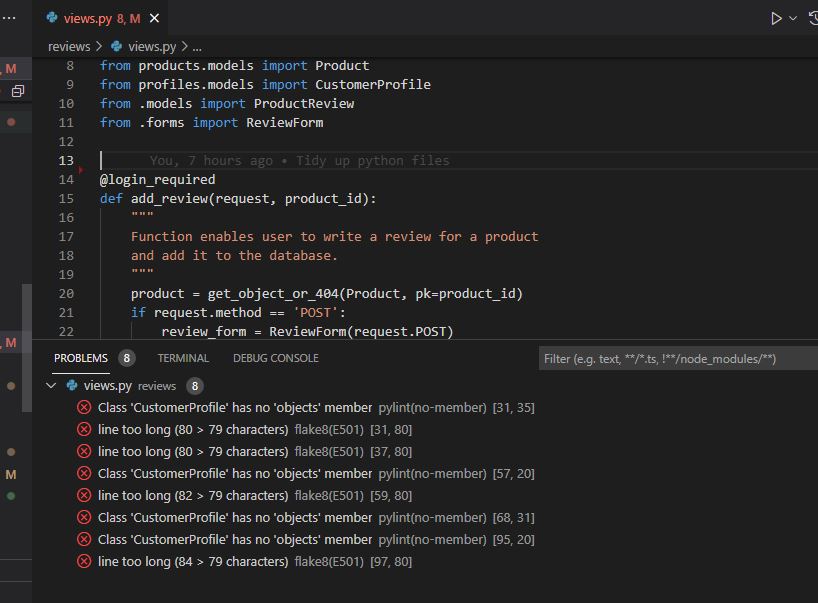 views.py 8, M
reviews > views.py > ...
8 from products.models import Product
9 from profiles.models import CustomerProfile
10 from .models import ProductReview
11 from .forms import ReviewForm
12
13 You, 7 hours ago • Tidy up python files
14 @login_required
15 def add_review(request, product_id):
16 """
17 Function enables user to write a review for a product
18 and add it to the database.
19 """
20 product = get_object_or_404(Product, pk=product_id)
21 if request.method == 'POST':
22 review_form = ReviewForm(request.POST)
, M
, M
M
PROBLEMS 8 TERMINAL DEBUG CONSOLE Filter (e.g. text, **/*.ts, !**/node_modules/**)
views.py reviews 8
Class 'CustomerProfile' has no 'objects' member pylint(no-member) [31, 35]
line too long (80 > 79 characters) flake8(E501) [31, 80]
line too long (80 > 79 characters) flake8(E501) [37, 80]
Class 'CustomerProfile' has no 'objects' member pylint(no-member) [57, 20]
line too long (82 > 79 characters) flake8(E501) [59, 80]
Class 'CustomerProfile' has no 'objects' member pylint(no-member) [68, 31]
Class 'CustomerProfile' has no 'objects' member pylint(no-member) [95, 20]
line too long (84 > 79 characters) flake8(E501) [97, 80]